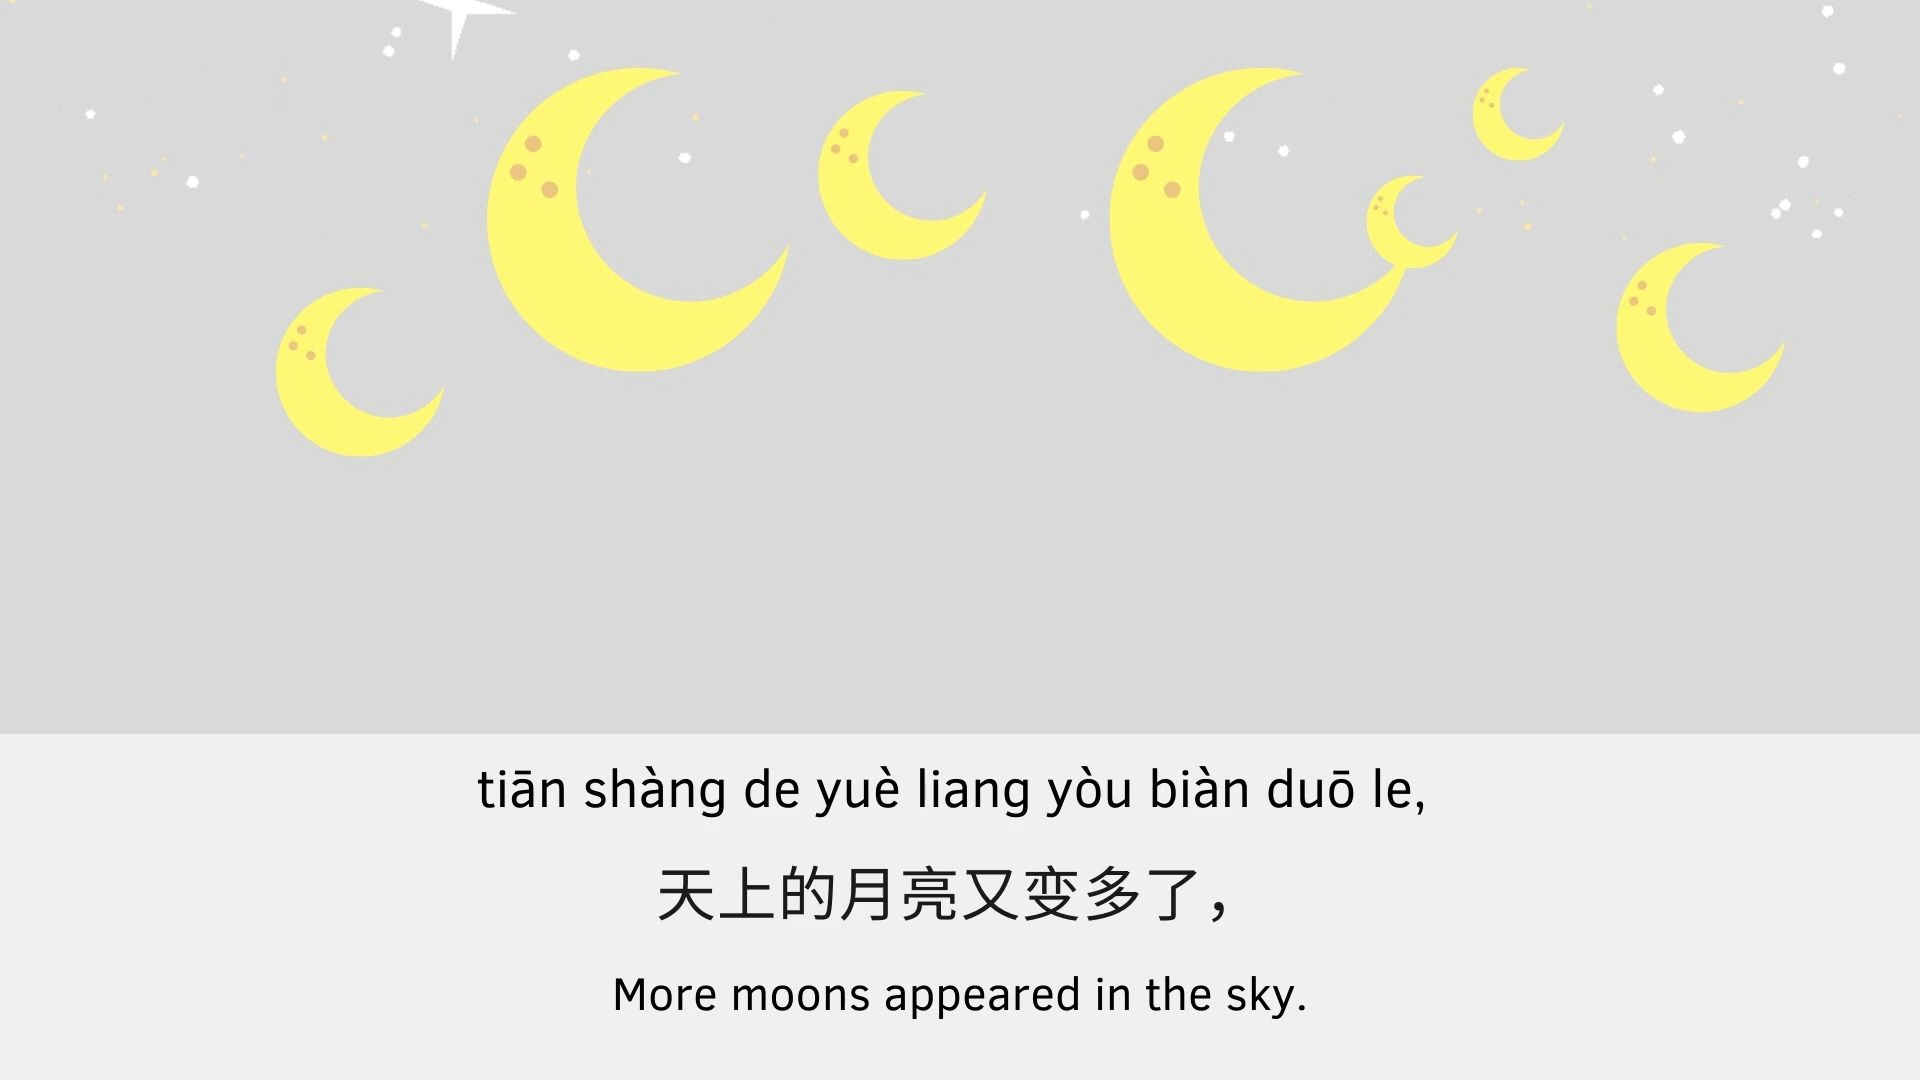 tiān shàng de yuè liang yòu biàn duō le,
天上的月亮又变多了，
More moons appeared in the sky.